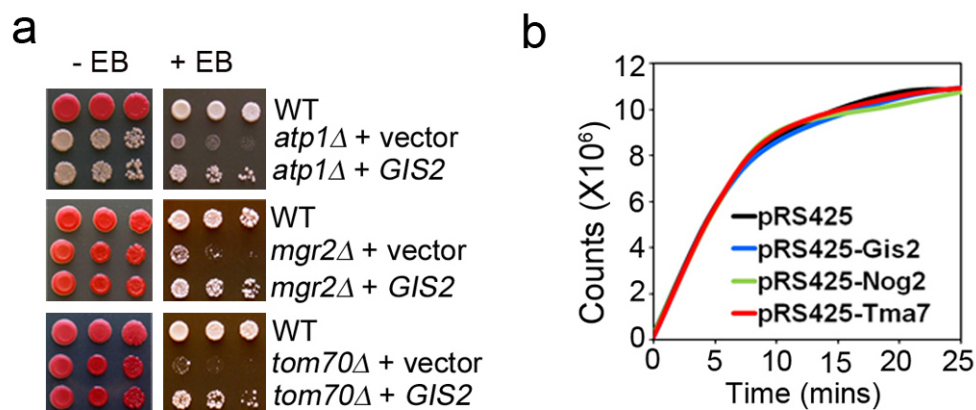 a
- EB + EB
WT
atp1Δ + vector
atp1Δ + GIS2
WT
mgr2Δ + vector
mgr2Δ + GIS2
WT
tom70Δ + vector
tom70Δ + GIS2
b
Counts (X10⁶)
12
10
8
6
4
2
0
pRS425
pRS425-Gis2
pRS425-Nog2
pRS425-Tma7
0 5 10 15 20 25
Time (mins)